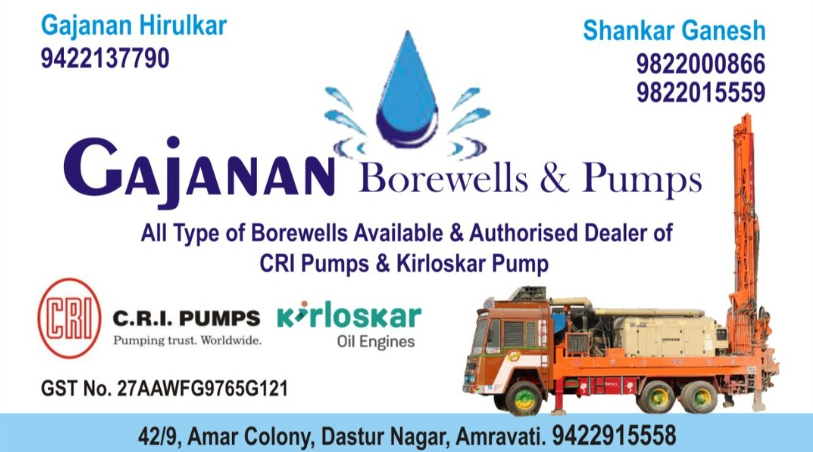 Gajanan Hirulkar
9422137790
Shankar Ganesh
9822000866
9822015559
GAJANAN Borewells & Pumps
All Type of Borewells Available & Authorised Dealer of
CRI Pumps & Kirloskar Pump
CRI
C.R.I. PUMPS
Pumping trust. Worldwide.
Kirloskar
Oil Engines
GST No. 27AAWFG9765G121
42/9, Amar Colony, Dastur Nagar, Amravati. 9422915558